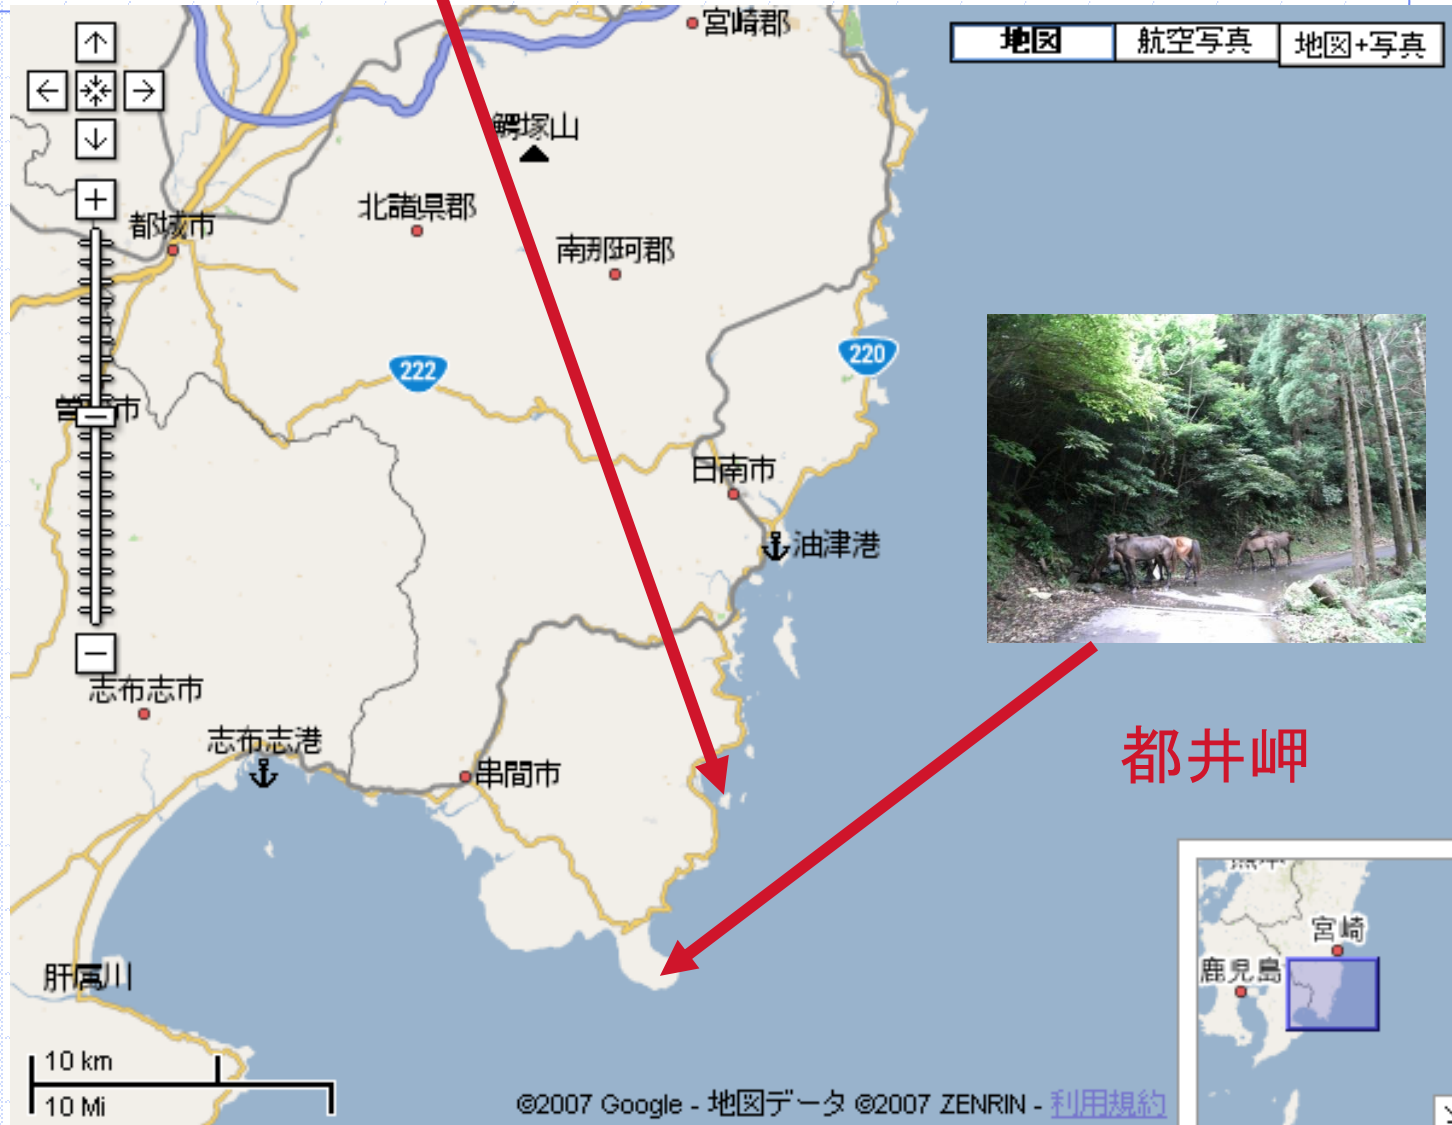 宮崎郡
地図
航空写真
地図+写真
鰐塚山
北諸県郡
都城市
南那珂郡
220
222
日南市
油津港
志布志市
志布志港
串間市
都井岬
宮崎
鹿児島
肝属川
10 km
10 Mi
©2007 Google - 地図データ ©2007 ZENRIN - 利用規約